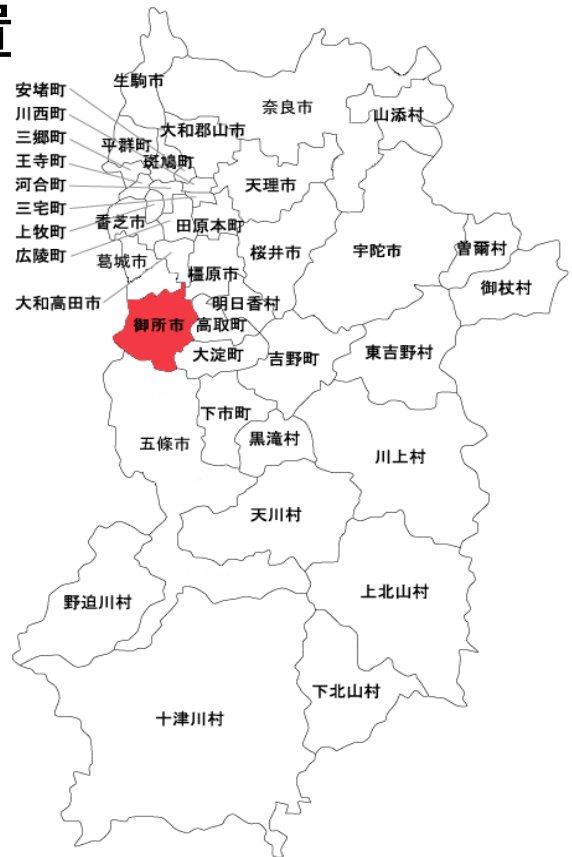 置
生駒市
安堵町
川西町
三郷町
王寺町
河合町
三宅町
上牧町
広陵町
大和高田市
奈良市
山添村
大和郡山市
平群町
斑鳩町
天理市
香芝市
田原本町
桜井市
宇陀市
曽爾村
葛城市
橿原市
御杖村
明日香村
御所市
高取町
大淀町
吉野町
東吉野村
下市町
五條市
黒滝村
川上村
天川村
野迫川村
上北山村
下北山村
十津川村